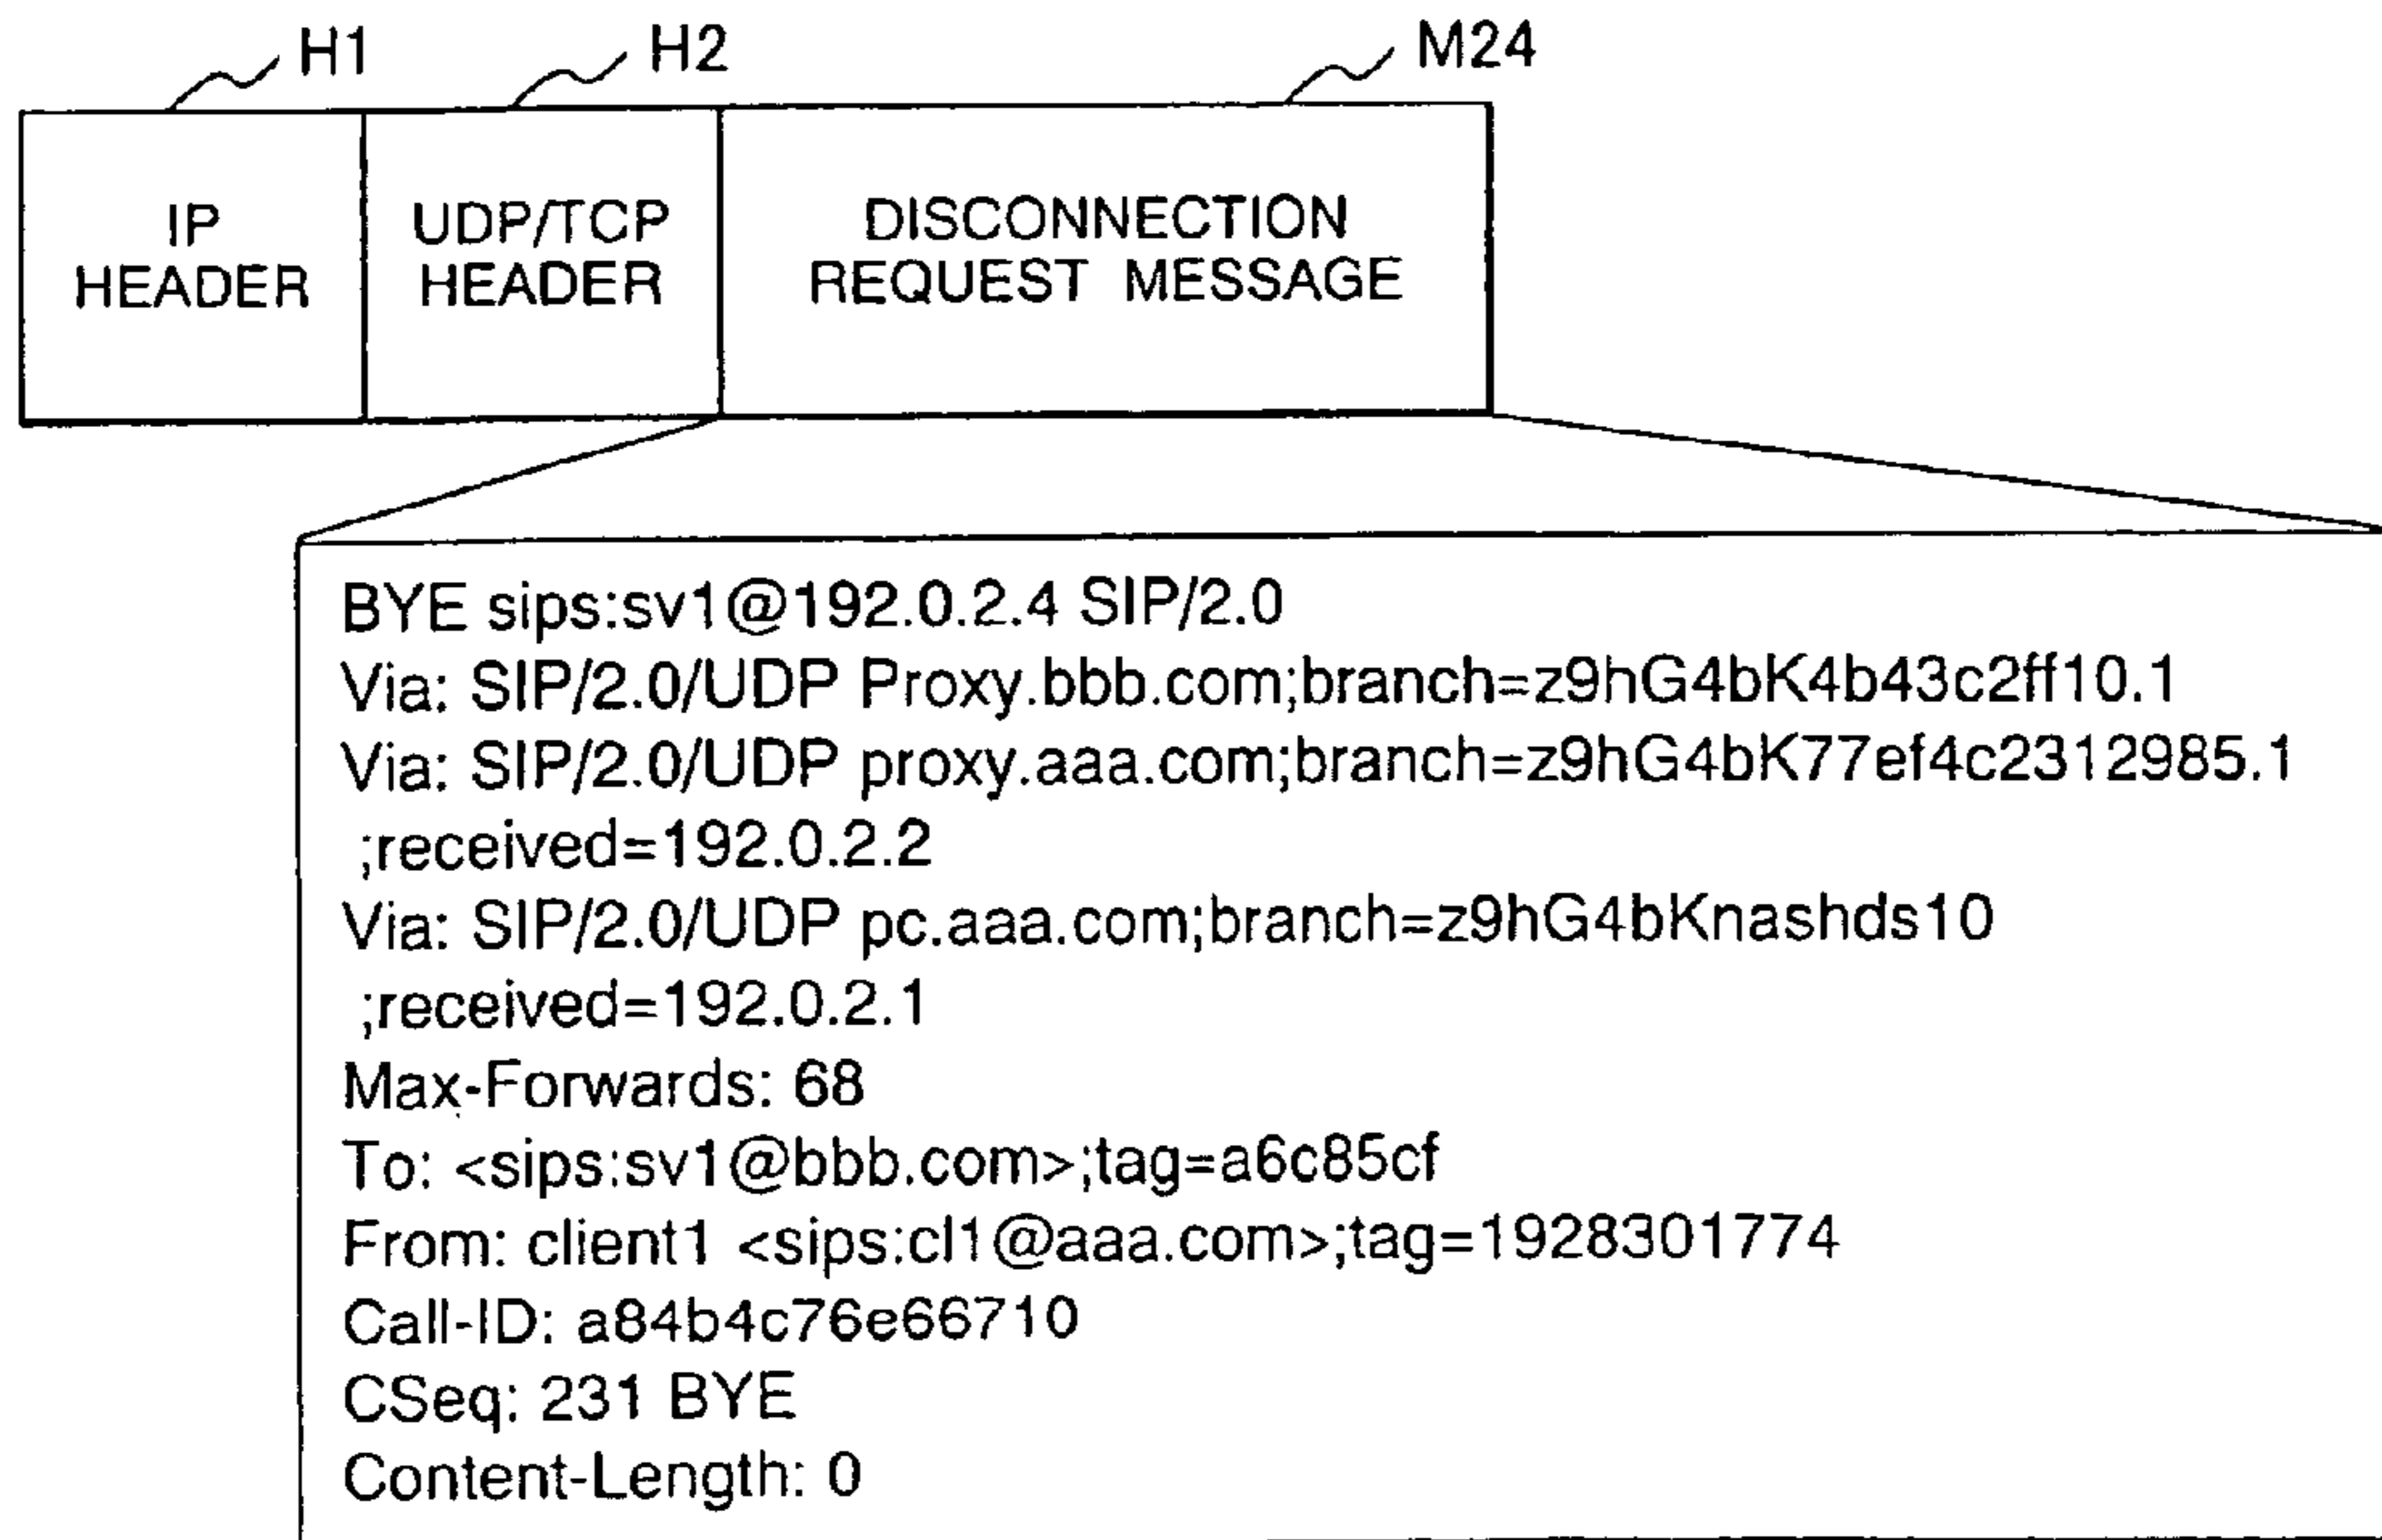 H1
H2
M24
IP
HEADER
UDP/TCP
HEADER
DISCONNECTION
REQUEST MESSAGE
BYE sips:sv1@192.0.2.4 SIP/2.0
Via: SIP/2.0/UDP Proxy.bbb.com;branch=z9hG4bK4b43c2ff10.1
Via: SIP/2.0/UDP proxy.aaa.com;branch=z9hG4bK77ef4c2312985.1
;received=192.0.2.2
Via: SIP/2.0/UDP pc.aaa.com;branch=z9hG4bKnashds10
;received=192.0.2.1
Max-Forwards: 68
To: <sips:sv1@bbb.com>;tag=a6c85cf
From: client1 <sips:cl1@aaa.com>;tag=1928301774
Call-ID: a84b4c76e66710
CSeq: 231 BYE
Content-Length: 0